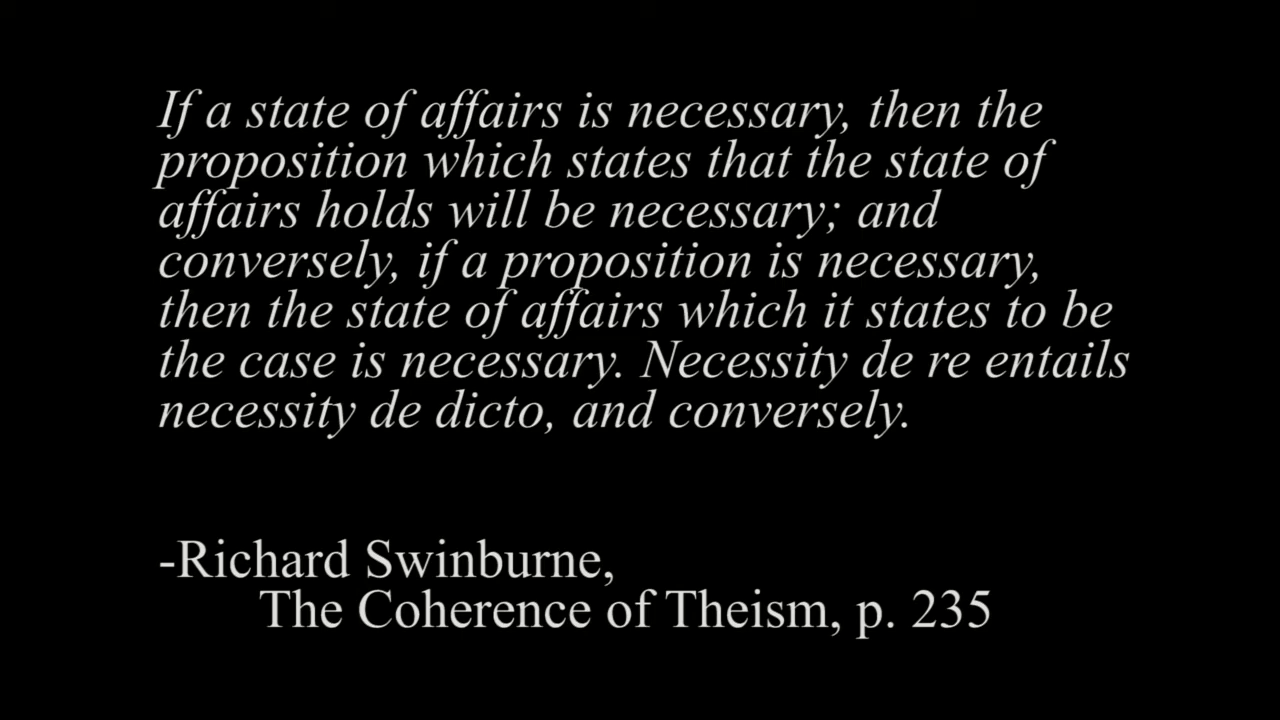 If a state of affairs is necessary, then the
proposition which states that the state of
affairs holds will be necessary; and
conversely, if a proposition is necessary,
then the state of affairs which it states to be
the case is necessary. Necessity de re entails
necessity de dicto, and conversely.
-Richard Swinburne,
The Coherence of Theism, p. 235